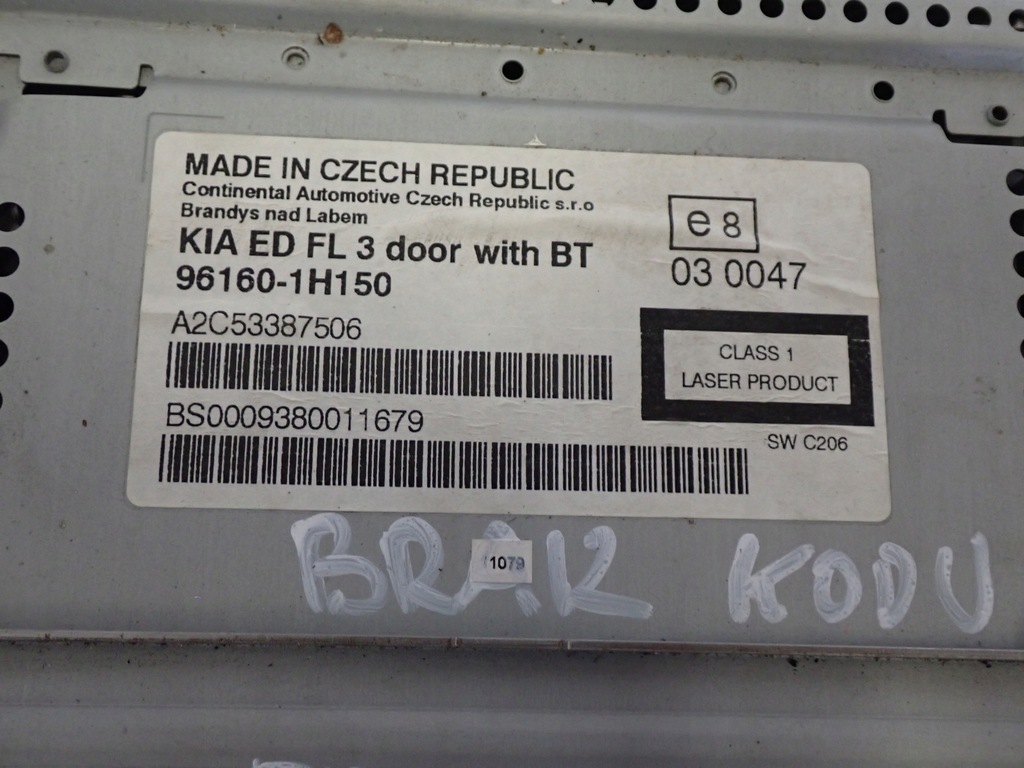 MADE IN CZECH REPUBLIC
Continental Automotive Czech Republic s.r.o
Brandys nad Labem
KIA ED FL 3 door with BT
96160-1H150
e8
03 0047
A2C53387506
CLASS 1
LASER PRODUCT
BS0009380011679
SW C206
BRAK KODU
1079